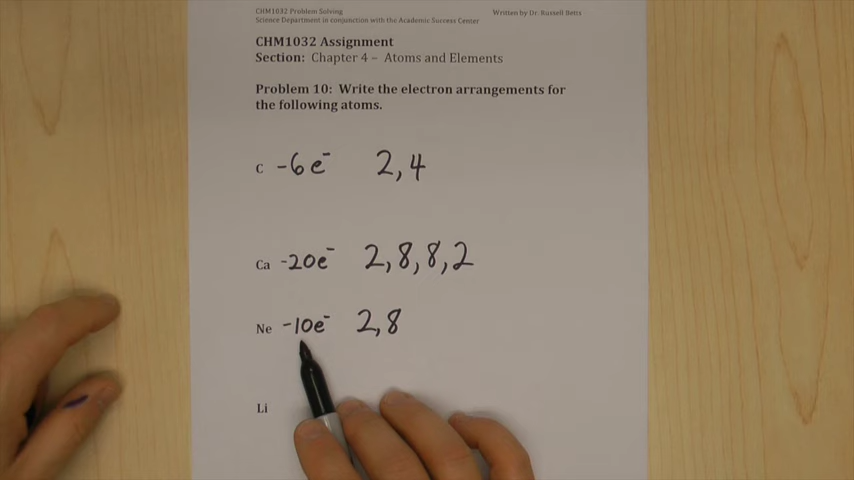 CHM1032 Problem Solving
Written by Dr. Russell Betts
Science Department in conjunction with the Academic Success Center
CHM1032 Assignment
Section: Chapter 4 – Atoms and Elements
Problem 10: Write the electron arrangements for
the following atoms.
C -6e⁻ 2,4
Ca -20e⁻ 2,8,8,2
Ne -10e⁻ 2,8
Li